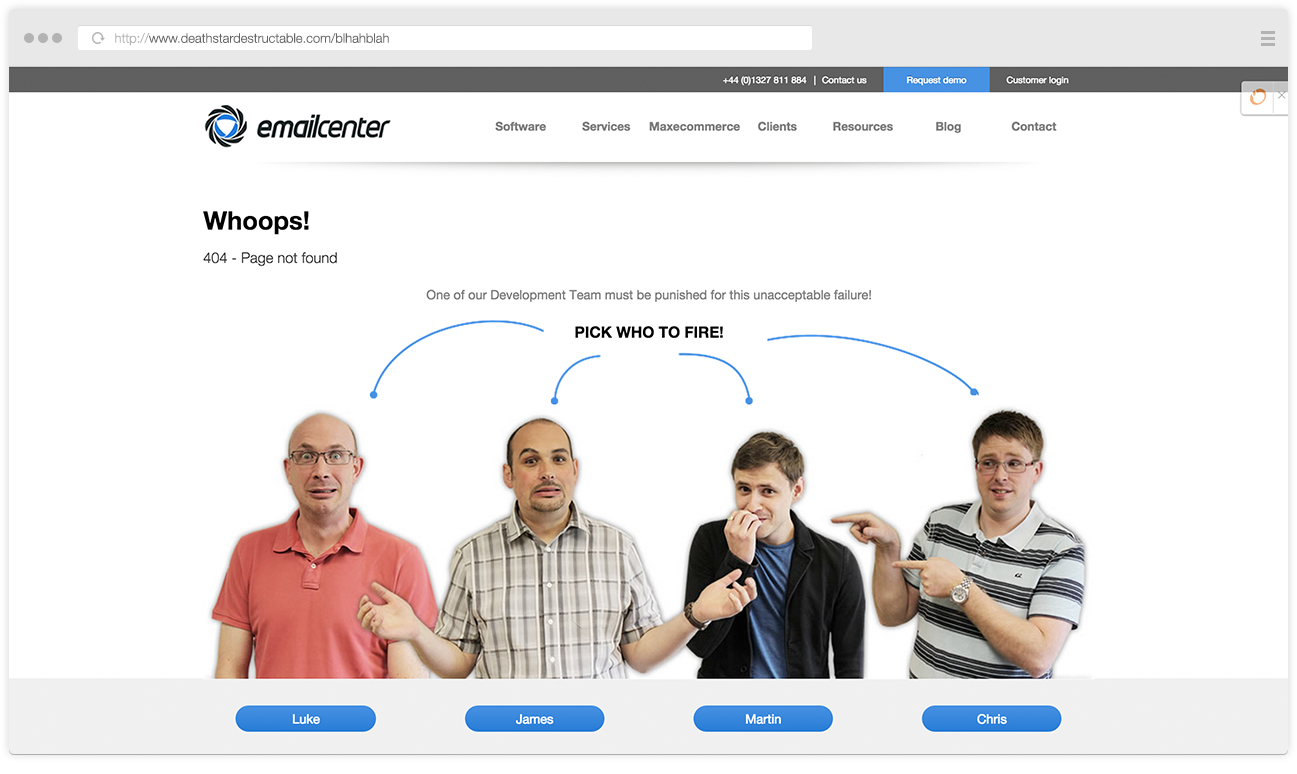 http://www.deathstardestructable.com/blhahblah
+44 (0)1327 811 884 | Contact us Request demo Customer login
emailcenter Software Services Maxecommerce Clients Resources Blog Contact
Whoops!
404 - Page not found
One of our Development Team must be punished for this unacceptable failure!
PICK WHO TO FIRE!
Luke James Martin Chris